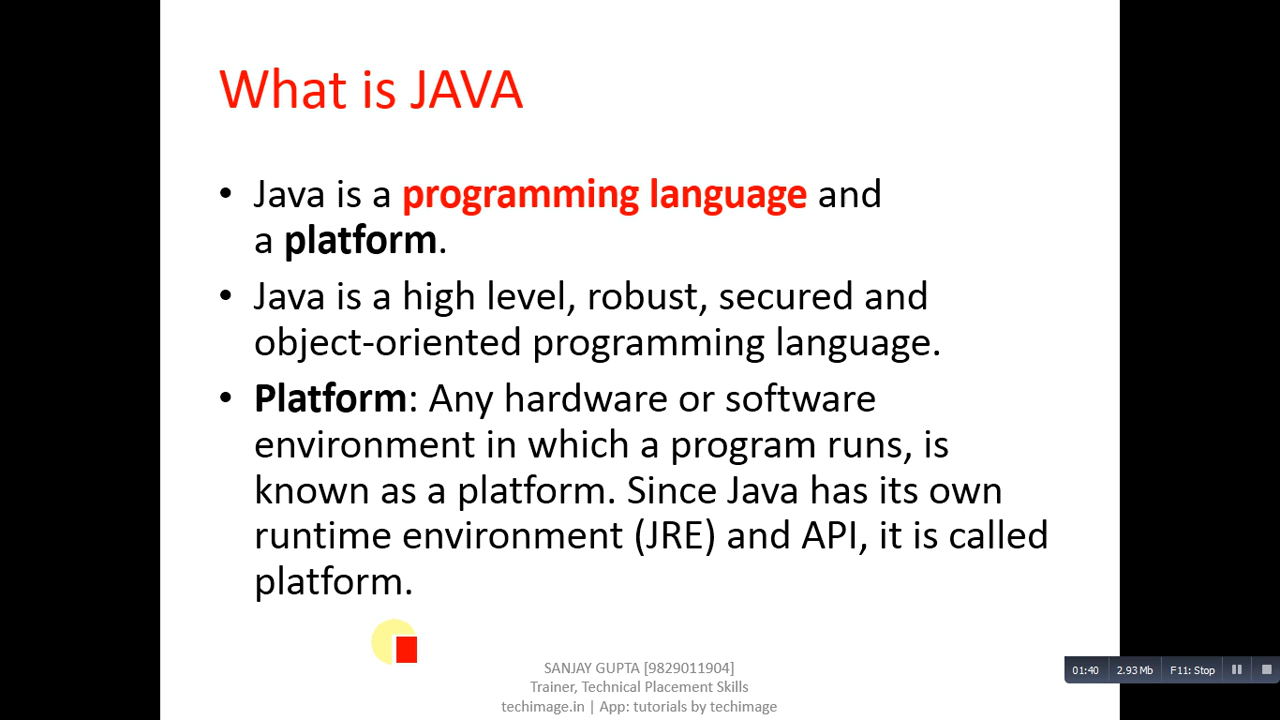 What is JAVA
• Java is a programming language and
a platform.
• Java is a high level, robust, secured and
object-oriented programming language.
• Platform: Any hardware or software
environment in which a program runs, is
known as a platform. Since Java has its own
runtime environment (JRE) and API, it is called
platform.
SANJAY GUPTA [9829011904]
Trainer, Technical Placement Skills
techimage.in | App: tutorials by techimage
01:40 2.93 Mb F11: Stop